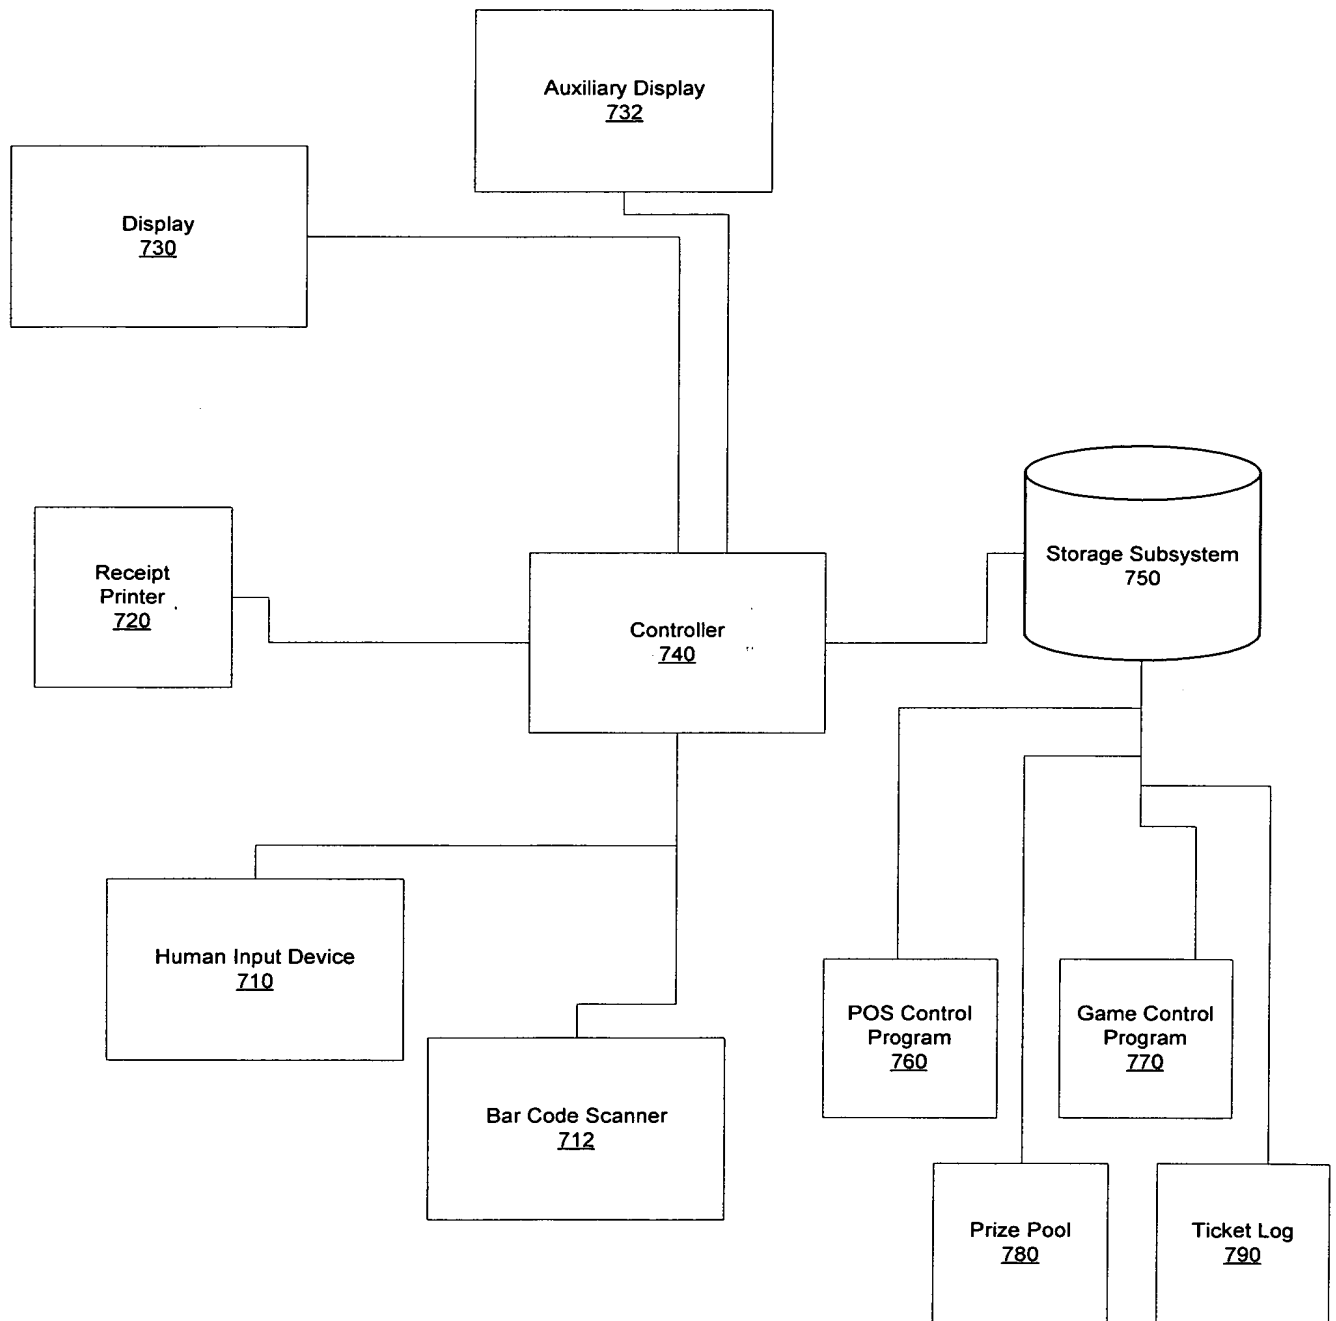 Auxiliary Display
732
Display
730
Receipt
Printer
720
Controller
740
Storage Subsystem
750
Human Input Device
710
Bar Code Scanner
712
POS Control
Program
760
Game Control
Program
770
Prize Pool
780
Ticket Log
790